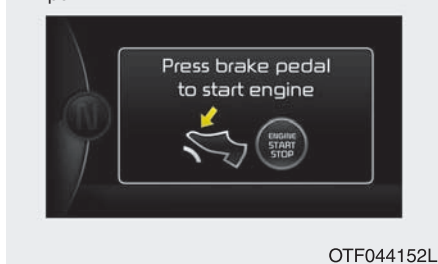 Press brake pedal
to start engine
ENGINE
START
STOP
OTF044152L